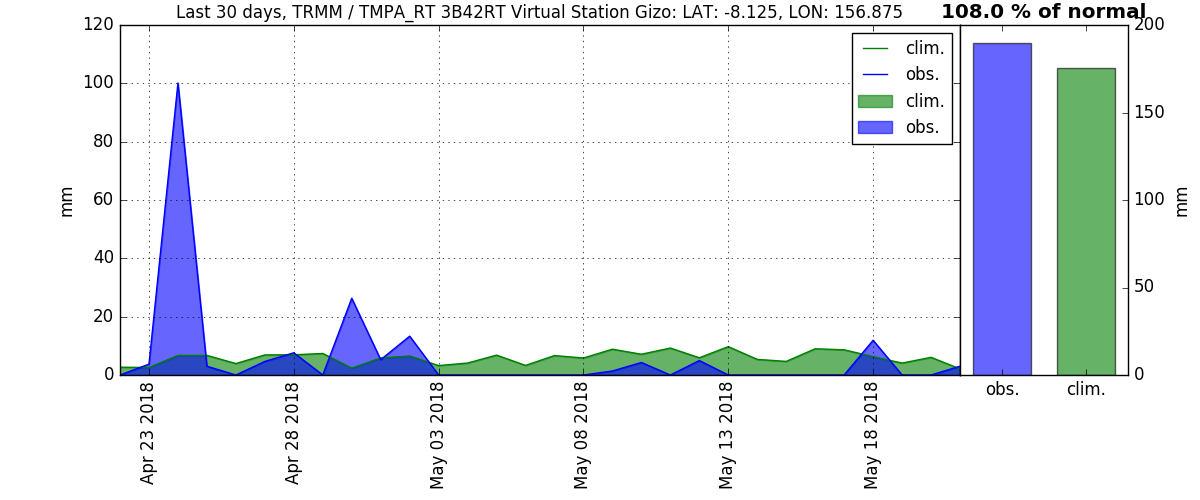 Last 30 days, TRMM / TMPA_RT 3B42RT Virtual Station Gizo: LAT: -8.125, LON: 156.875
108.0 % of normal
120
100
80
60
40
20
0
mm
clim.
obs.
clim.
obs.
Apr 23 2018
Apr 28 2018
May 03 2018
May 08 2018
May 13 2018
May 18 2018
200
150
100
50
0
mm
obs.
clim.